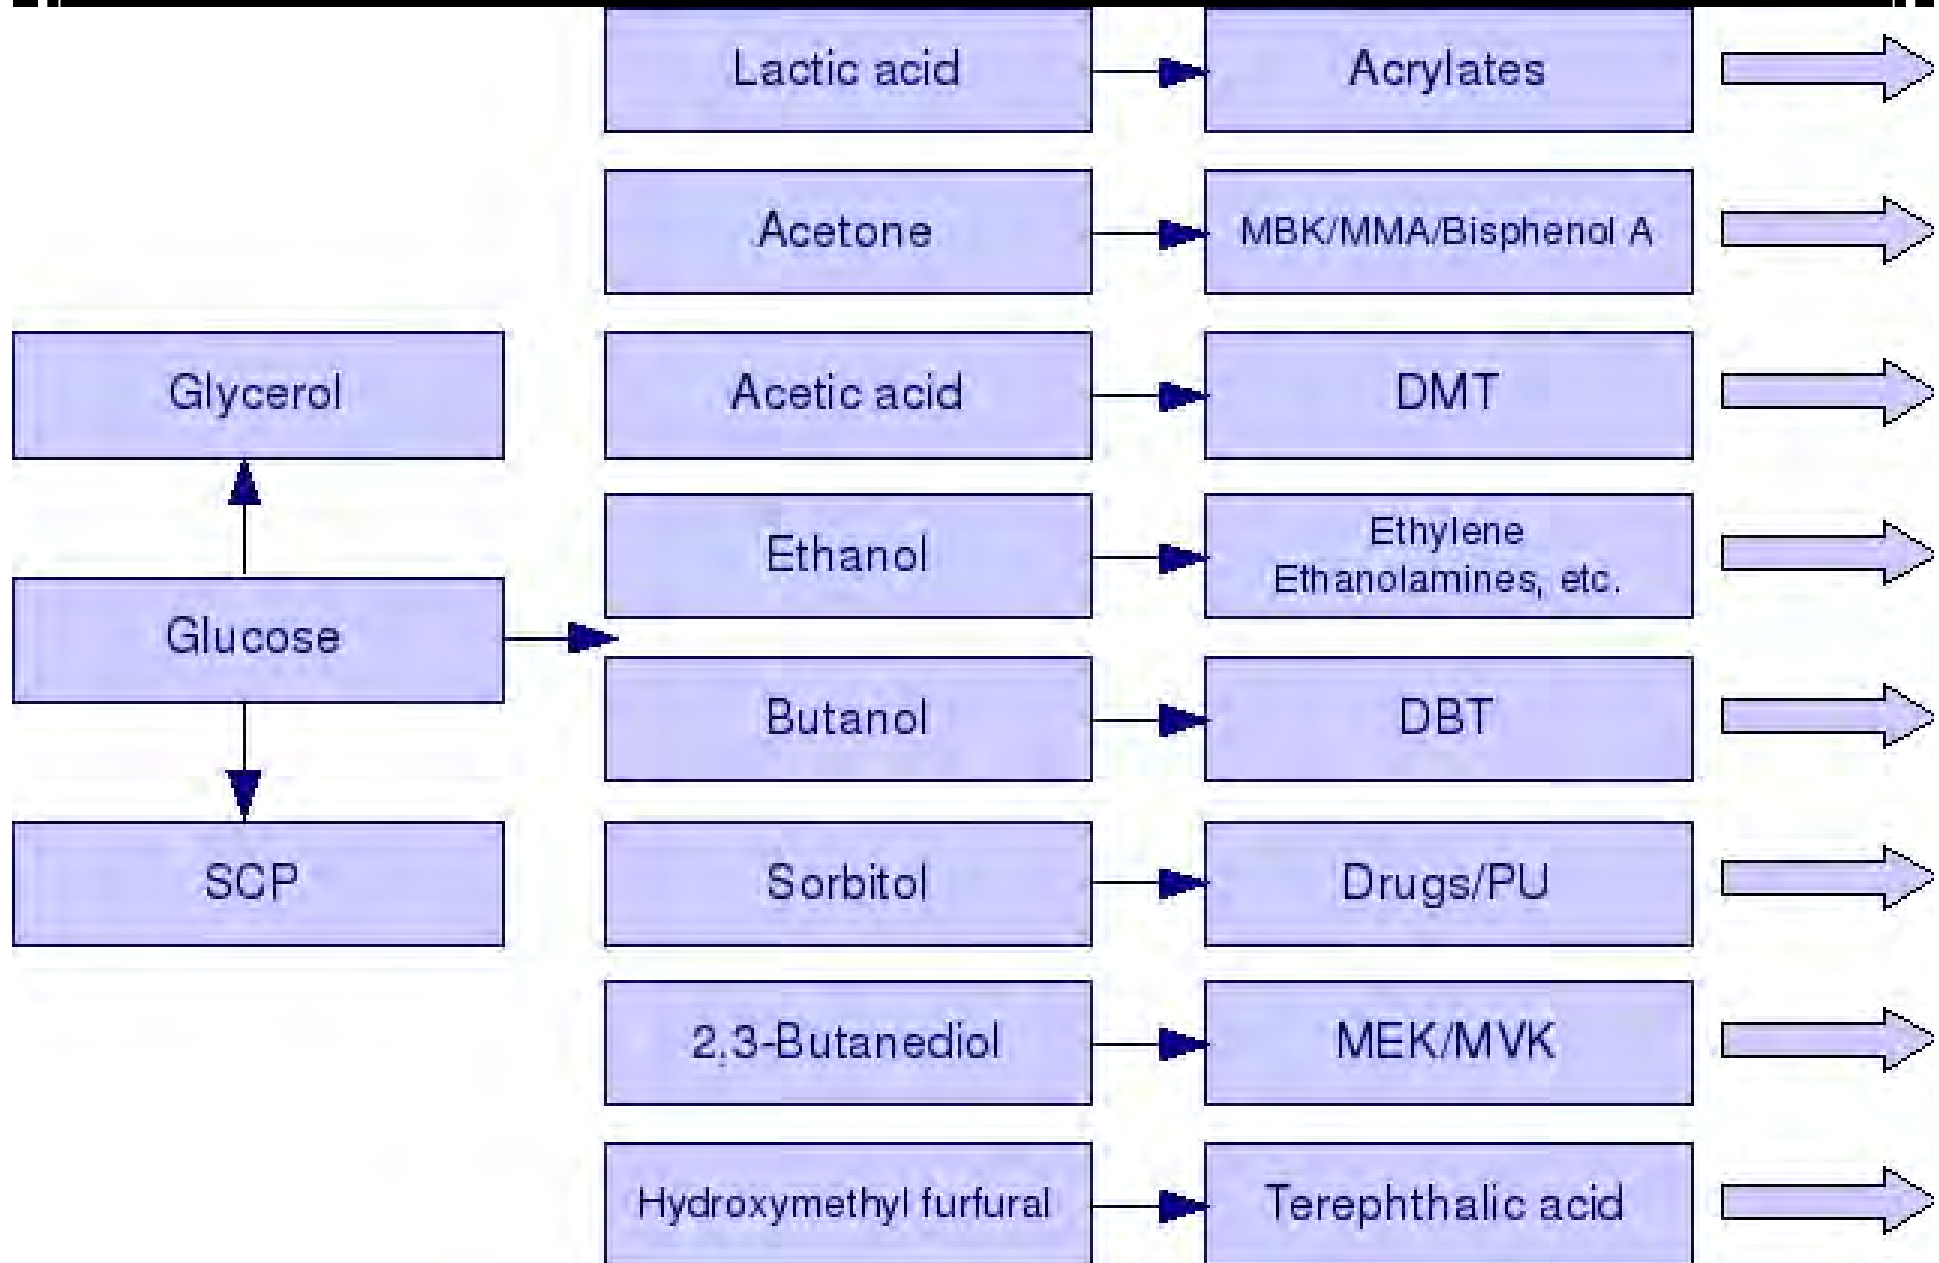 Lactic acid
Acrylates
Acetone
MBK/MMA/Bisphenol A
Glycerol
Acetic acid
DMT
Ethanol
Ethylene
Ethanolamines, etc.
Glucose
Butanol
DBT
SCP
Sorbitol
Drugs/PU
2,3-Butanediol
MEK/MVK
Hydroxymethyl furfural
Terephthalic acid